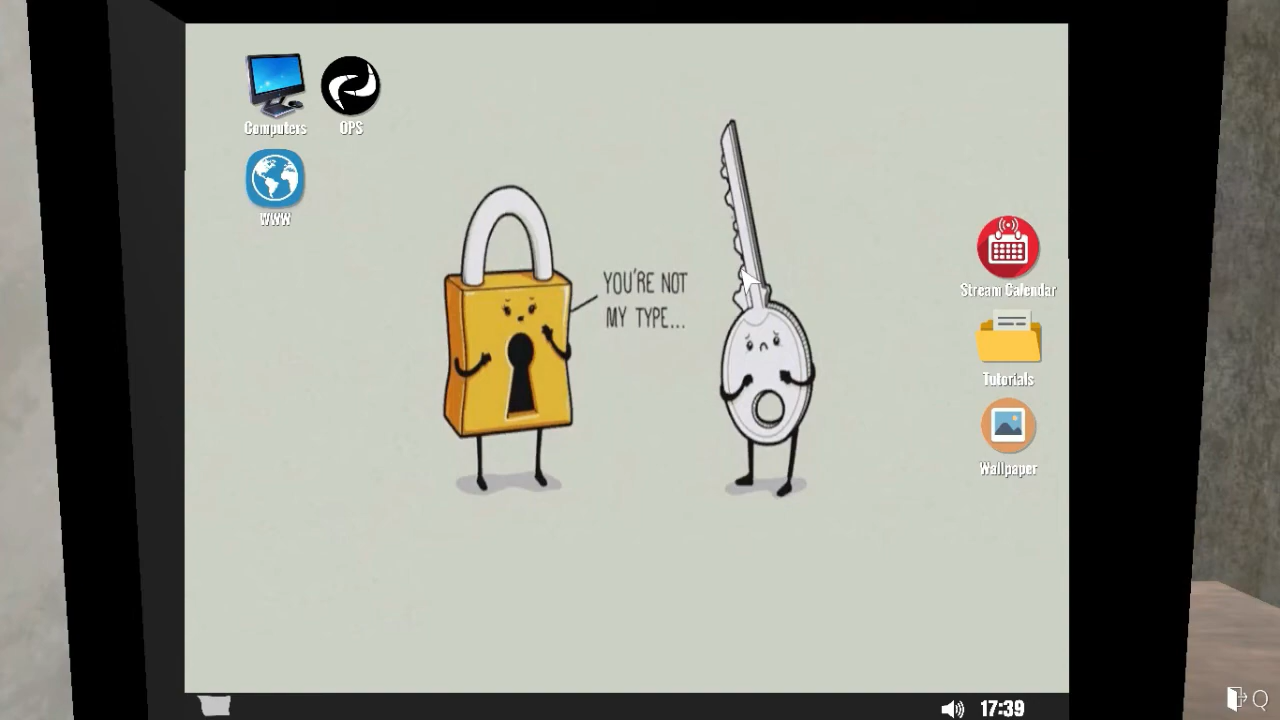 Computers
OPS
WWW
YOU'RE NOT
MY TYPE...
Stream Calendar
Tutorials
Wallpaper
17:39
Q